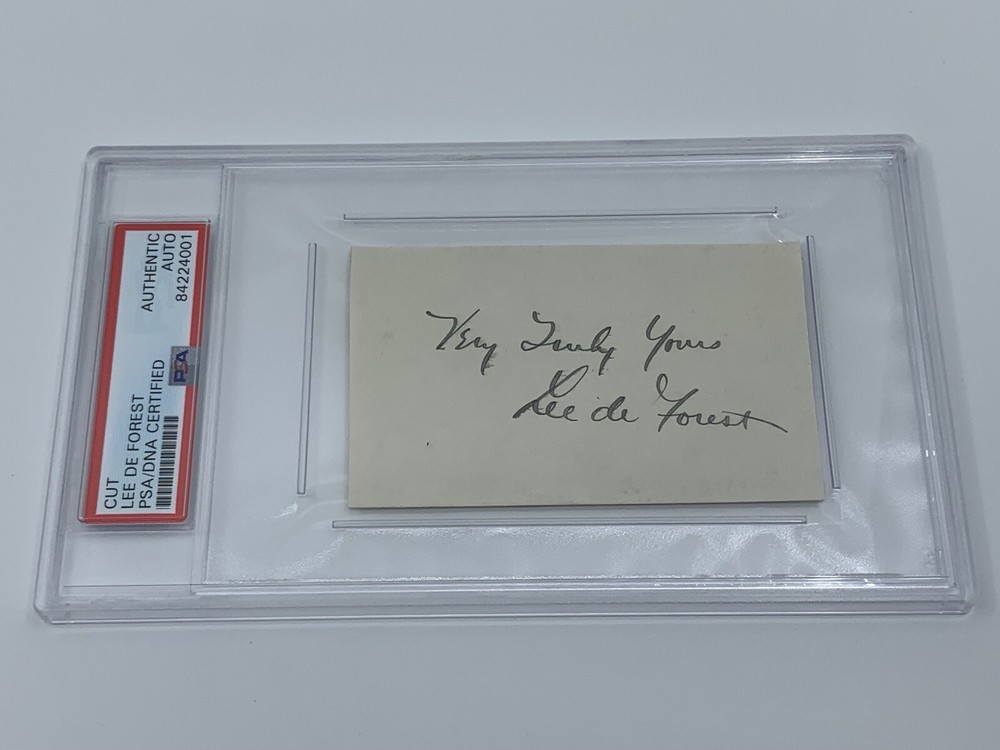 CUT
LEE DE FOREST
PSA/DNA CERTIFIED
AUTHENTIC
AUTO
84224001
PSA
Very Truly Yours
Lee de Forest